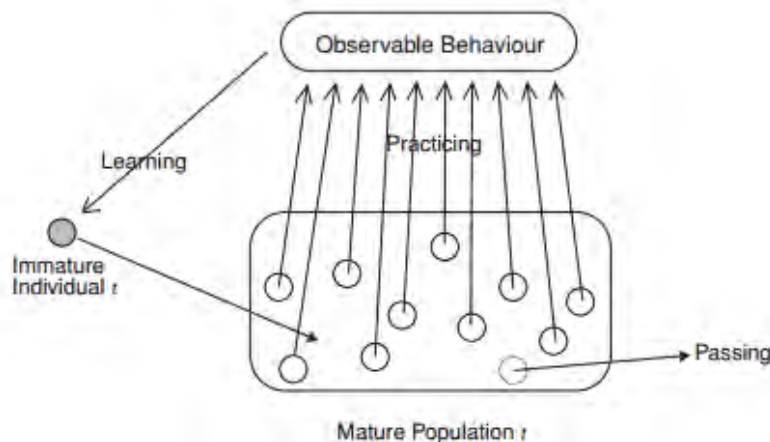 Observable Behaviour
Learning
Practicing
Immature
Individual t
Passing
Mature Population t